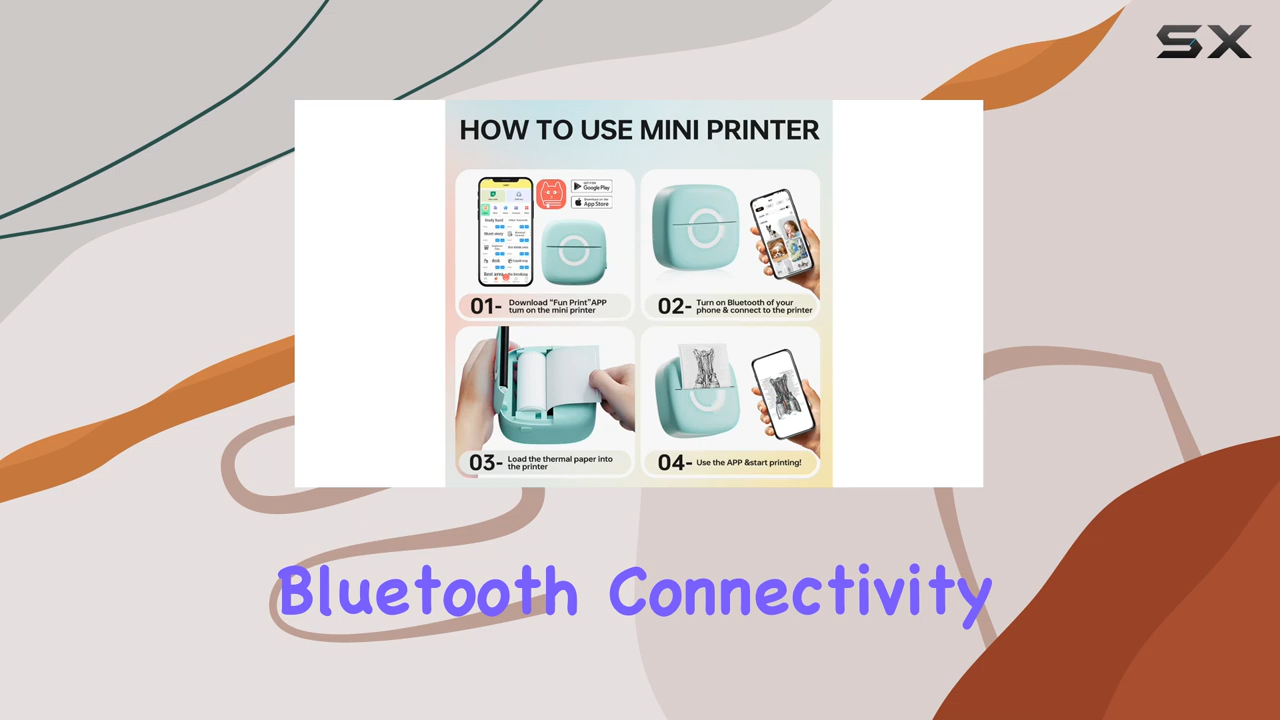 SX
HOW TO USE MINI PRINTER
Google Play
App Store
01- Download “Fun Print”APP
tum on the mini printer
02- Turn on Bluetooth of your
phone & connect to the printer
03- Load the thermal paper into
the printer
04- Use the APP &start printing!
Bluetooth Connectivity